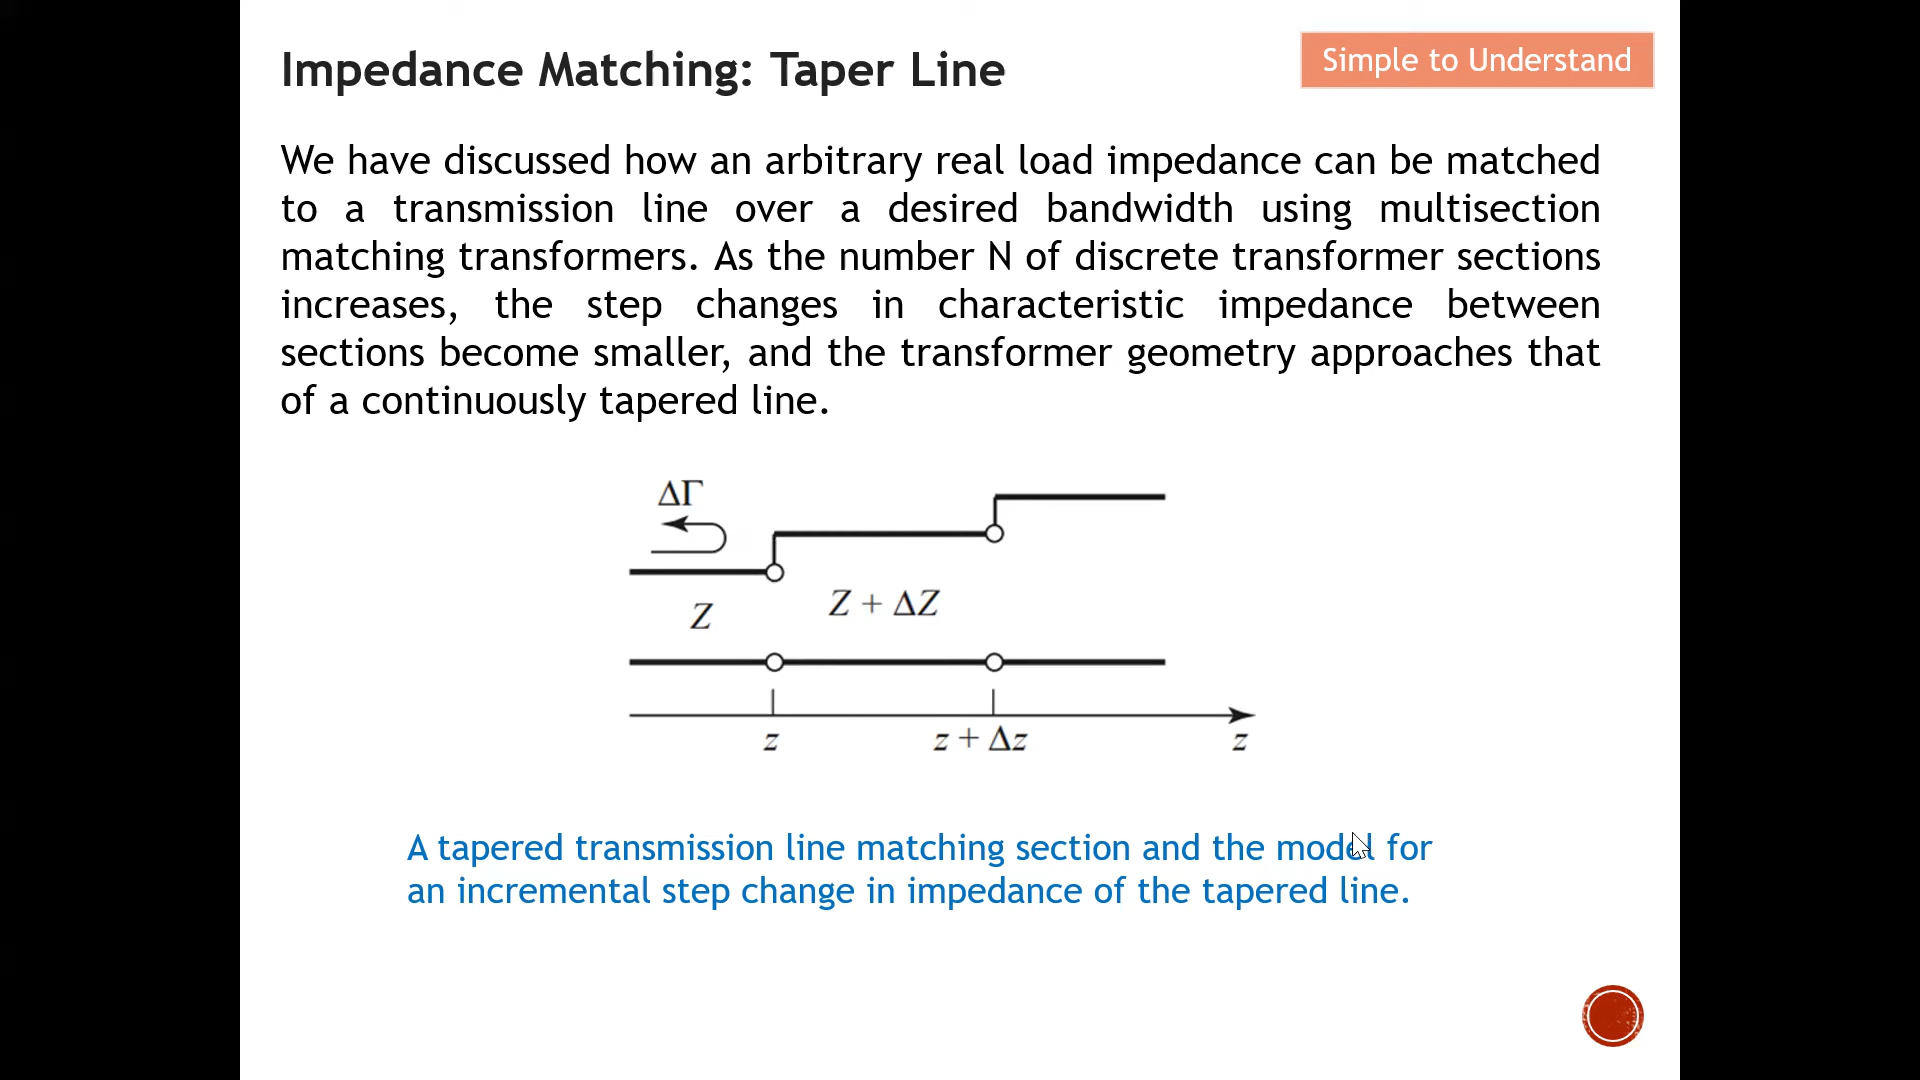 Impedance Matching: Taper Line
Simple to Understand
We have discussed how an arbitrary real load impedance can be matched
to a transmission line over a desired bandwidth using multisection
matching transformers. As the number N of discrete transformer sections
increases, the step changes in characteristic impedance between
sections become smaller, and the transformer geometry approaches that
of a continuously tapered line.
ΔΓ
Z
Z + ΔZ
z
z + Δz
z
A tapered transmission line matching section and the model for
an incremental step change in impedance of the tapered line.